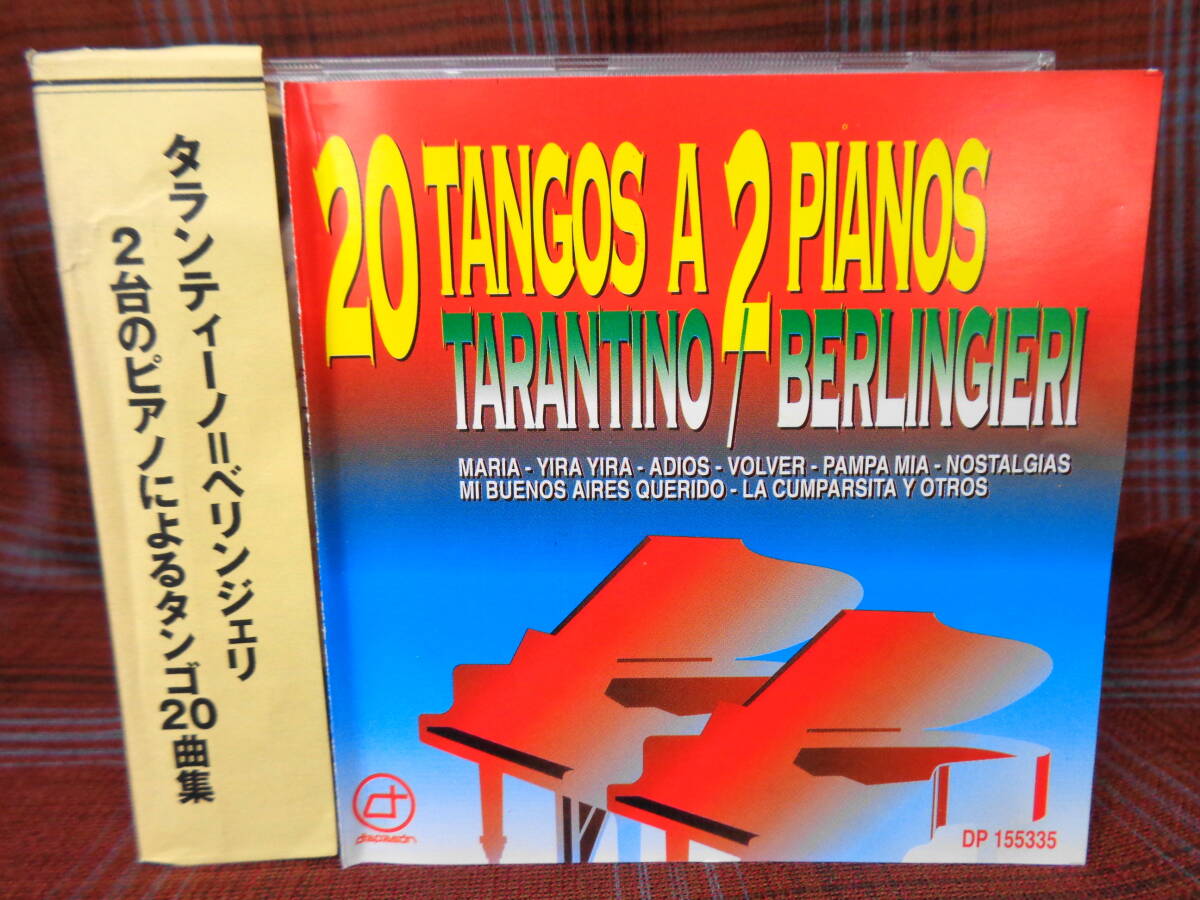 タランティーノ=ベリンジェリ
2台のピアノによるタンゴ20曲集
20 TANGOS A 2 PIANOS
TARANTINO / BERLINGIERI
MARIA - YIRA YIRA - ADIOS - VOLVER - PAMPA MIA - NOSTALGIAS
MI BUENOS AIRES QUERIDO - LA CUMPARSITA Y OTROS
DP 155335